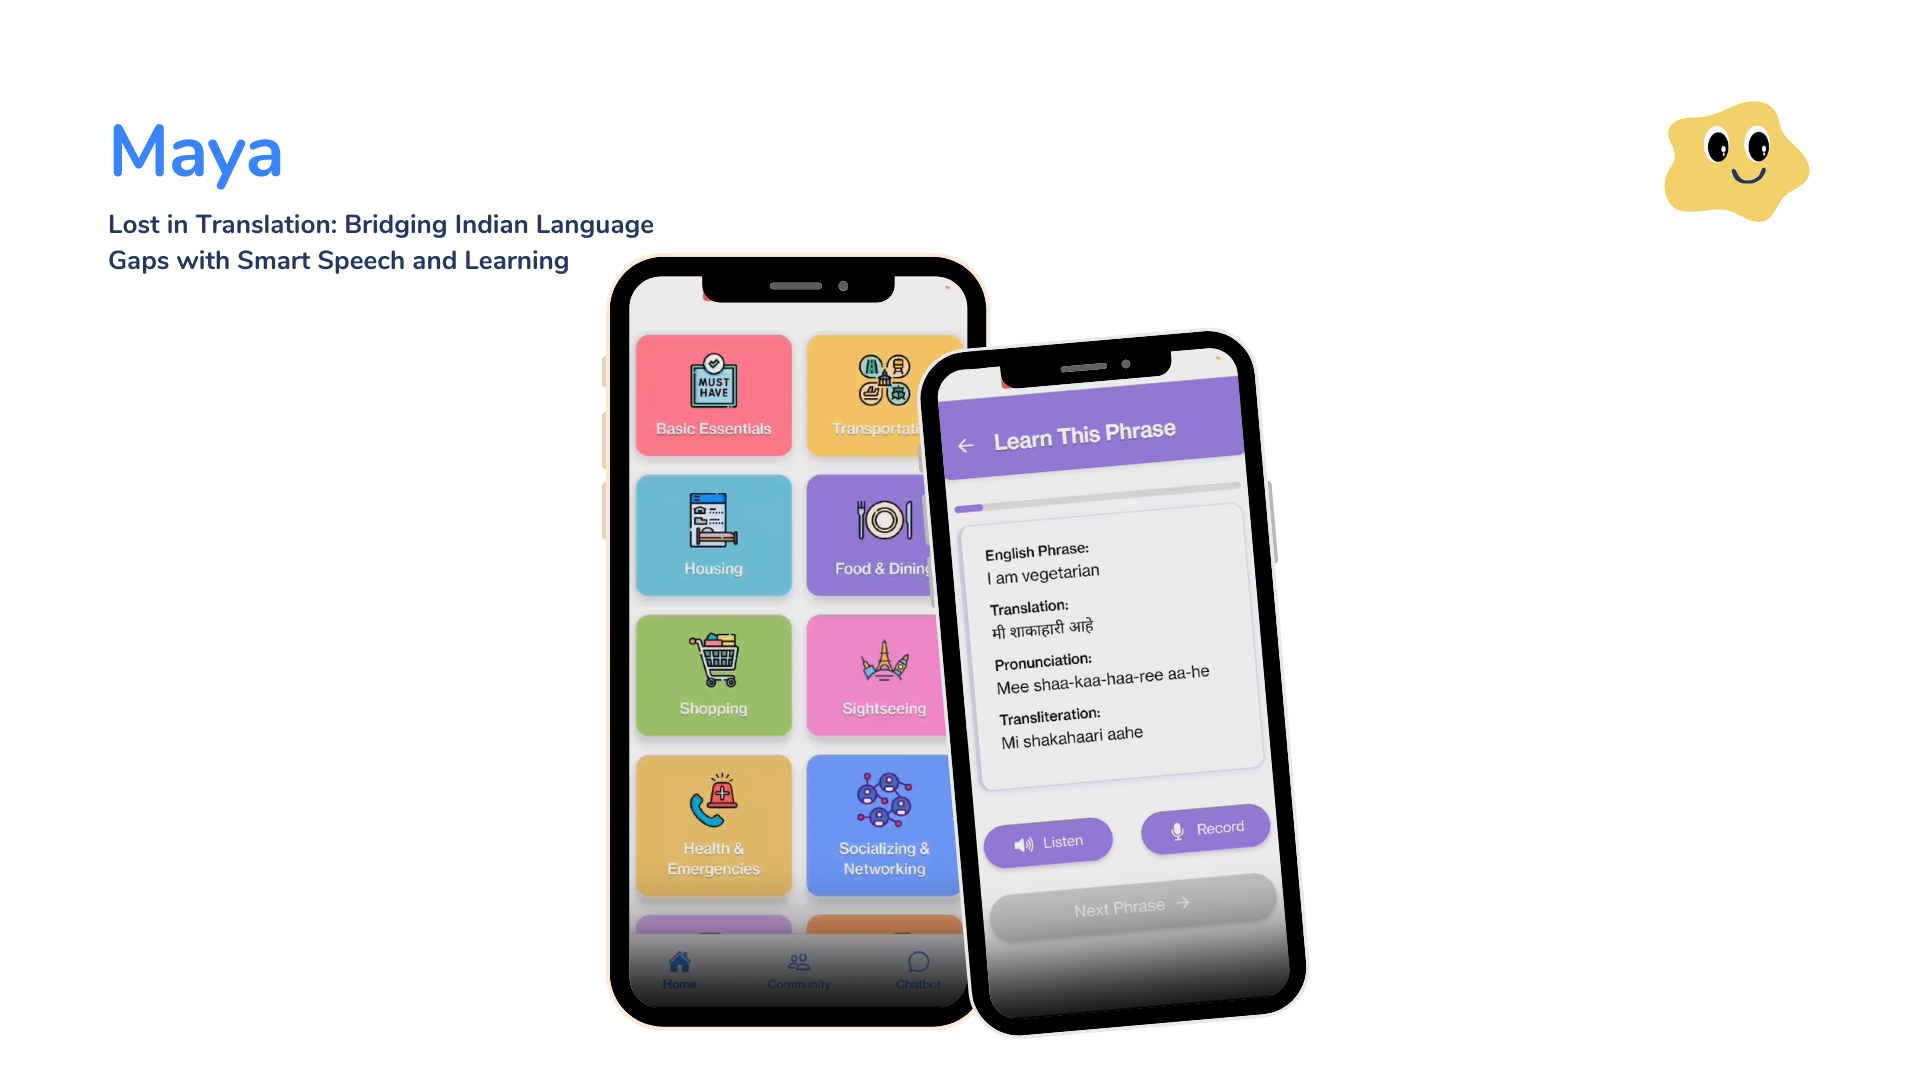 Maya
Lost in Translation: Bridging Indian Language
Gaps with Smart Speech and Learning
MUST
HAVE
Basic Essentials
Transportati
Housing
Food & Dining
Shopping
Sightseeing
Health &
Emergencies
Socializing &
Networking
Home
Community
Chatbot
Learn This Phrase
English Phrase:
I am vegetarian
Translation:
मी शाकाहारी आहे
Pronunciation:
Mee shaa-kaa-haa-ree aa-he
Transliteration:
Mi shakahaari aahe
Listen
Record
Next Phrase